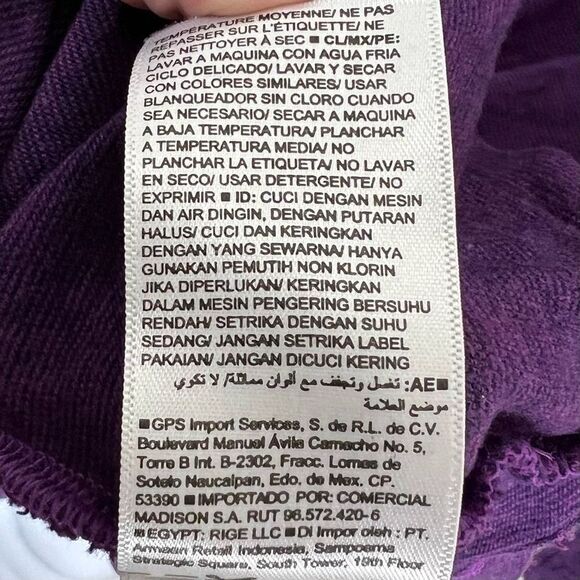 TEMPÉRATURE MOYENNE/ NE PAS
REPASSER SUR L'ÉTIQUETTE/ NE
PAS NETTOYER À SEC ■ CL/MX/PE:
LAVAR A MAQUINA CON AGUA FRIA
CICLO DELICADO/ LAVAR Y SECAR
CON COLORES SIMILARES/ USAR
BLANQUEADOR SIN CLORO CUANDO
SEA NECESARIO/ SECAR A MAQUINA
A BAJA TEMPERATURA/ PLANCHAR
A TEMPERATURA MEDIA/ NO
PLANCHAR LA ETIQUETA/ NO LAVAR
EN SECO/ USAR DETERGENTE/ NO
EXPRIMIR ■ ID: CUCI DENGAN MESIN
DAN AIR DINGIN, DENGAN PUTARAN
HALUS/ CUCI DAN KERINGKAN
DENGAN YANG SEWARNA/ HANYA
GUNAKAN PEMUTIH NON KLORIN
JIKA DIPERLUKAN/ KERINGKAN
DALAM MESIN PENGERING BERSUHU
RENDAH/ SETRIKA DENGAN SUHU
SEDANG/ JANGAN SETRIKA LABEL
PAKAIAN/ JANGAN DICUCI KERING
■AE: تغسل وتجفف مع ألوان مماثلة/ لا تكوي
موضع العلامة
■GPS Import Services, S. de R.L. de C.V.
Boulevard Manuel Ávila Camacho No. 5,
Torre B Int. B-2302, Fracc. Lomas de
Sotelo Naucalpan, Edo. de Mex. CP.
53390 ■ IMPORTADO POR: COMERCIAL
MADISON S.A. RUT 96.572.420-6
■EGYPT: RIGE LLC ■DI Impor oleh : PT.
Armaan Retail Indonesia, Sampoerna
Strategic Square, South Tower, 18th Floor